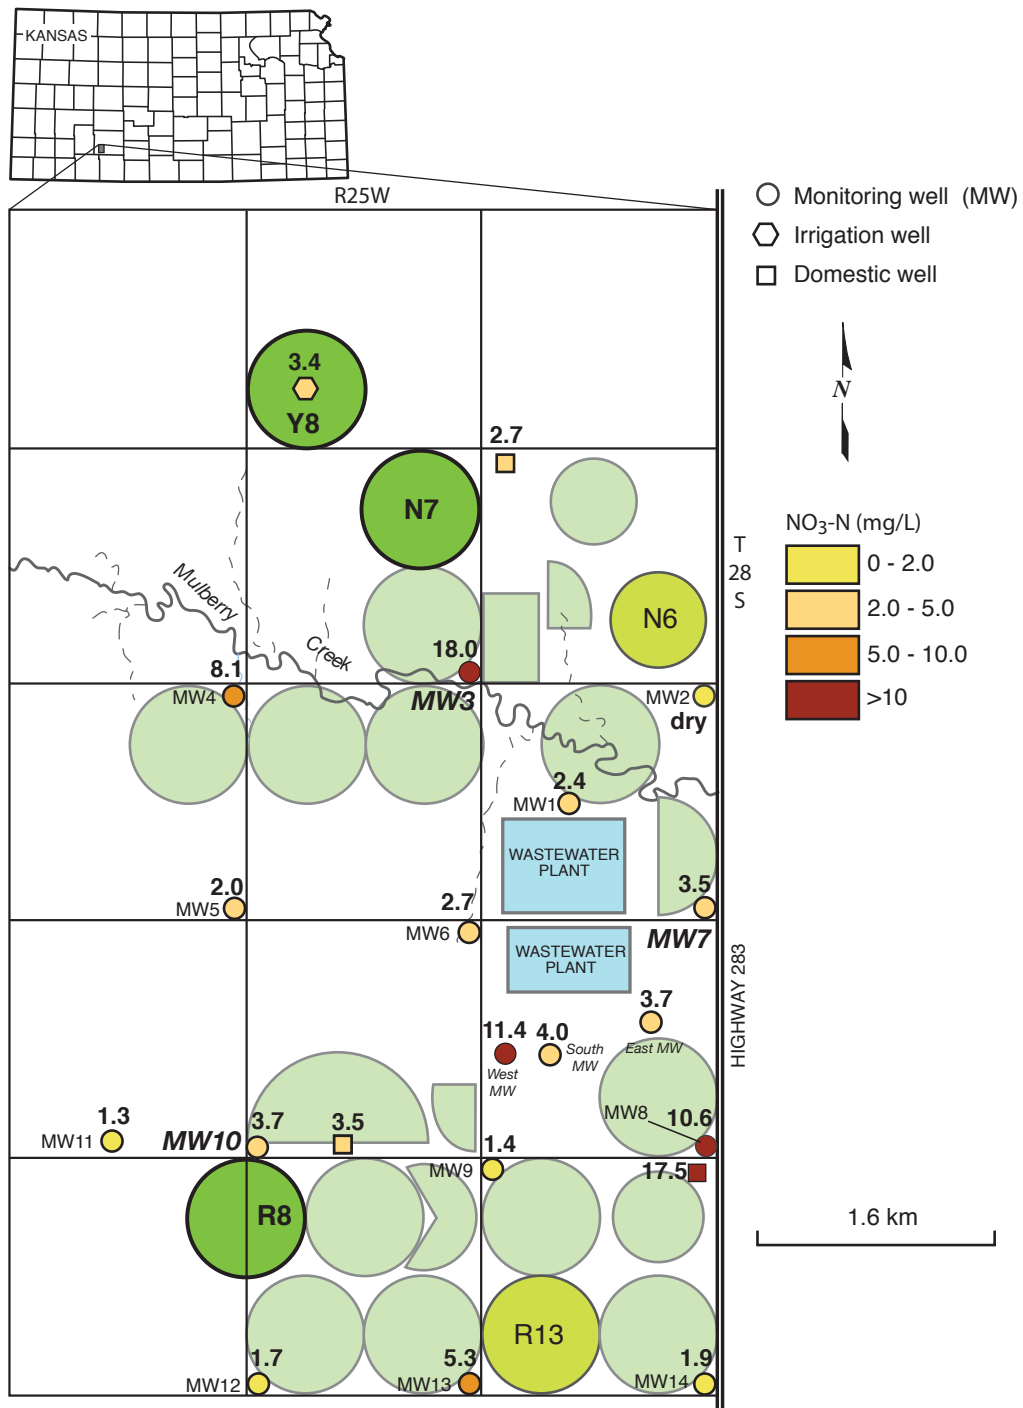 KANSAS
R25W
Monitoring well (MW)
Irrigation well
Domestic well
N
3.4
Y8
2.7
N7
NO3-N (mg/L)
0 - 2.0
2.0 - 5.0
5.0 - 10.0
>10
T
28
S
Mulberry
Creek
N6
18.0
8.1
MW4
MW3
MW2
dry
2.4
MW1
WASTEWATER
PLANT
3.5
2.0
MW5
2.7
MW6
MW7
WASTEWATER
PLANT
HIGHWAY 283
3.7
East MW
11.4
West
MW
4.0
South
MW
MW8
10.6
1.3
MW11
MW10
3.7
3.5
1.4
MW9
17.5
R8
1.6 km
R13
1.7
MW12
5.3
MW13
1.9
MW14